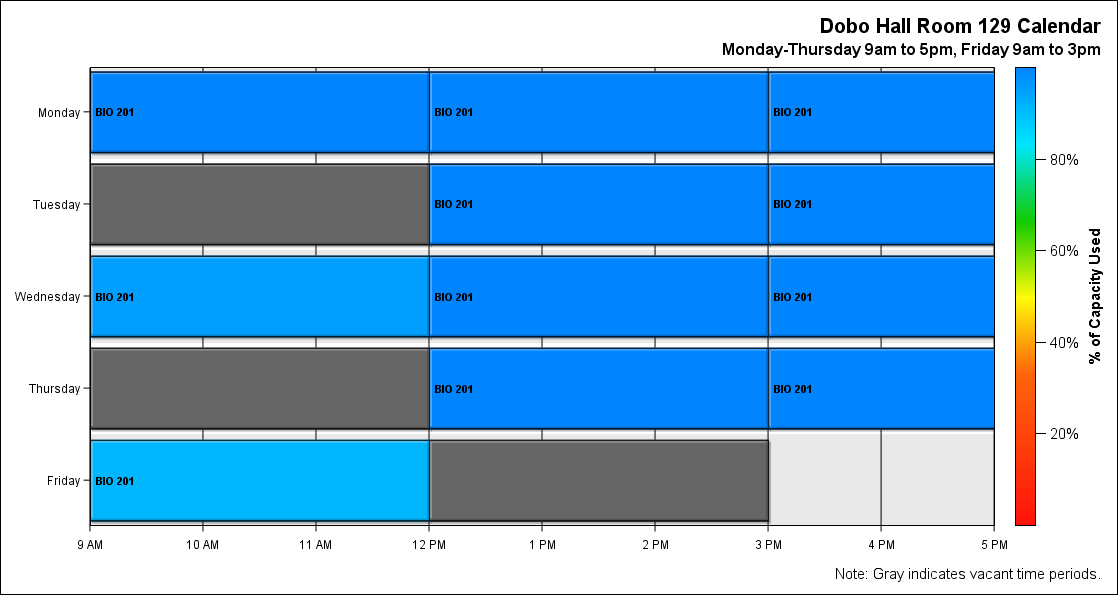 Dobo Hall Room 129 Calendar
Monday-Thursday 9am to 5pm, Friday 9am to 3pm
Monday
BIO 201 BIO 201 BIO 201
Tuesday
BIO 201 BIO 201
Wednesday
BIO 201 BIO 201 BIO 201
Thursday
BIO 201 BIO 201
Friday
BIO 201
9 AM 10 AM 11 AM 12 PM 1 PM 2 PM 3 PM 4 PM 5 PM
80%
60%
40%
20%
% of Capacity Used
Note: Gray indicates vacant time periods.